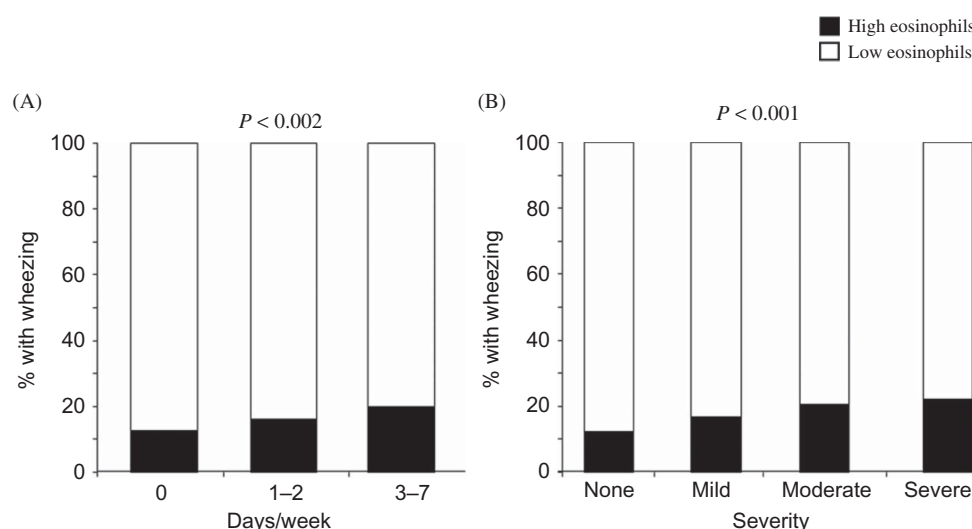 High eosinophils
Low eosinophils
(A)
P < 0.002
100
80
60
40
20
0
% with wheezing
0 1–2 3–7
Days/week
(B)
P < 0.001
100
80
60
40
20
0
% with wheezing
None Mild Moderate Severe
Severity